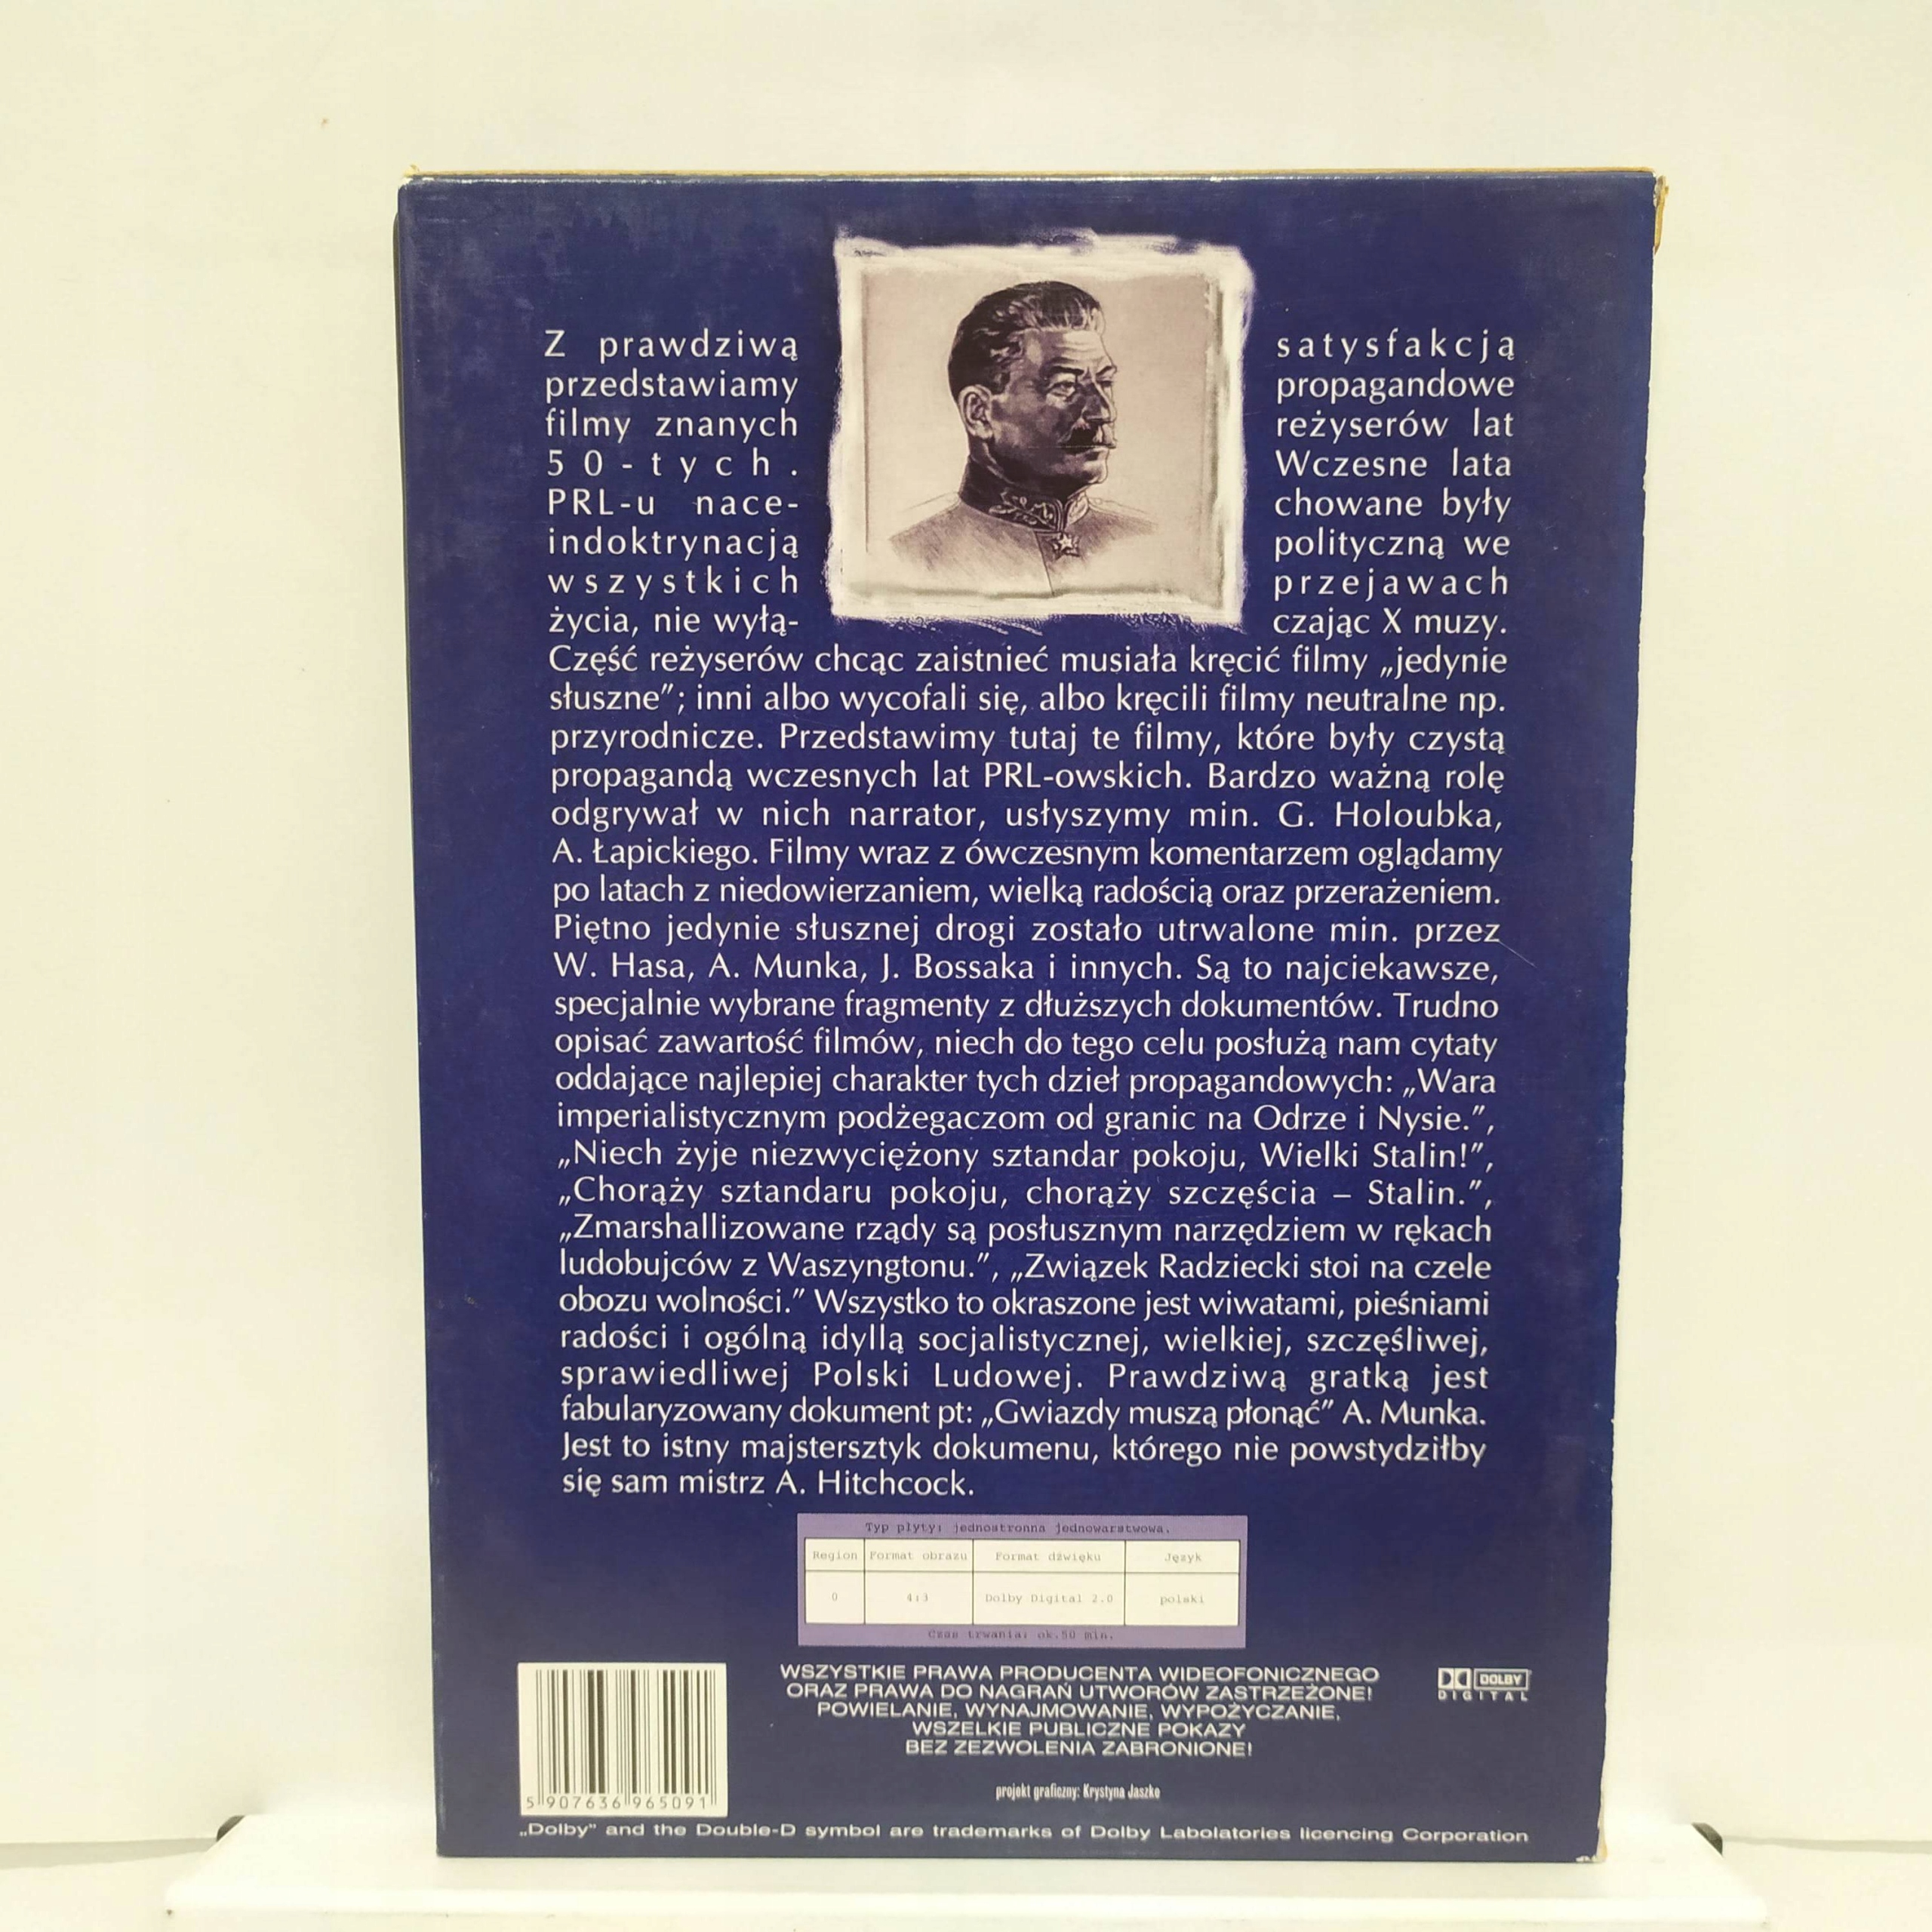 Z prawdziwą satysfakcją
przedstawiamy propagandowe
filmy znanych reżyserów lat
50-tych. Wczesne lata
PRL-u nace- chowane były
indoktrynacją polityczną we
wszystkich przejawach
życia, nie wyłą- czając X muzy.
Część reżyserów chcąc zaistnieć musiała kręcić filmy „jedynie
słuszne”; inni albo wycofali się, albo kręcili filmy neutralne np.
przyrodnicze. Przedstawimy tutaj te filmy, które były czystą
propagandą wczesnych lat PRL-owskich. Bardzo ważną rolę
odgrywał w nich narrator, usłyszymy min. G. Holoubka,
A. Łapickiego. Filmy wraz z ówczesnym komentarzem oglądamy
po latach z niedowierzaniem, wielką radością oraz przerażeniem.
Piętno jedynie słusznej drogi zostało utrwalone min. przez
W. Hasa, A. Munka, J. Bossaka i innych. Są to najciekawsze,
specjalnie wybrane fragmenty z dłuższych dokumentów. Trudno
opisać zawartość filmów, niech do tego celu posłużą nam cytaty
oddające najlepiej charakter tych dzieł propagandowych: „Wara
imperialistycznym podżegaczom od granic na Odrze i Nysie.”,
„Niech żyje niezwyciężony sztandar pokoju, Wielki Stalin!”,
„Chorąży sztandaru pokoju, chorąży szczęścia – Stalin.”,
„Zmarshallizowane rządy są posłusznym narzędziem w rękach
ludobujców z Waszyngtonu.”, „Związek Radziecki stoi na czele
obozu wolności.” Wszystko to okraszone jest wiwatami, pieśniami
radości i ogólną idyllą socjalistycznej, wielkiej, szczęśliwej,
sprawiedliwej Polski Ludowej. Prawdziwą gratką jest
fabularyzowany dokument pt: „Gwiazdy muszą płonąć” A. Munka.
Jest to istny majstersztyk dokumenu, którego nie powstydziłby
się sam mistrz A. Hitchcock.
Typ płyty: jednostronna jednowarstwowa.
Region Format obrazu Format dźwięku Język
0 4:3 Dolby Digital 2.0 polski
Czas trwania: ok.50 min.
WSZYSTKIE PRAWA PRODUCENTA WIDEOFONICZNEGO
ORAZ PRAWA DO NAGRAŃ UTWORÓW ZASTRZEŻONE!
POWIELANIE, WYNAJMOWANIE, WYPOŻYCZANIE,
WSZELKIE PUBLICZNE POKAZY
BEZ ZEZWOLENIA ZABRONIONE!
DOLBY
DIGITAL
projekt graficzny: Krystyna Jaszke
5 907636 965091
„Dolby” and the Double-D symbol are trademarks of Dolby Labolatories licencing Corporation